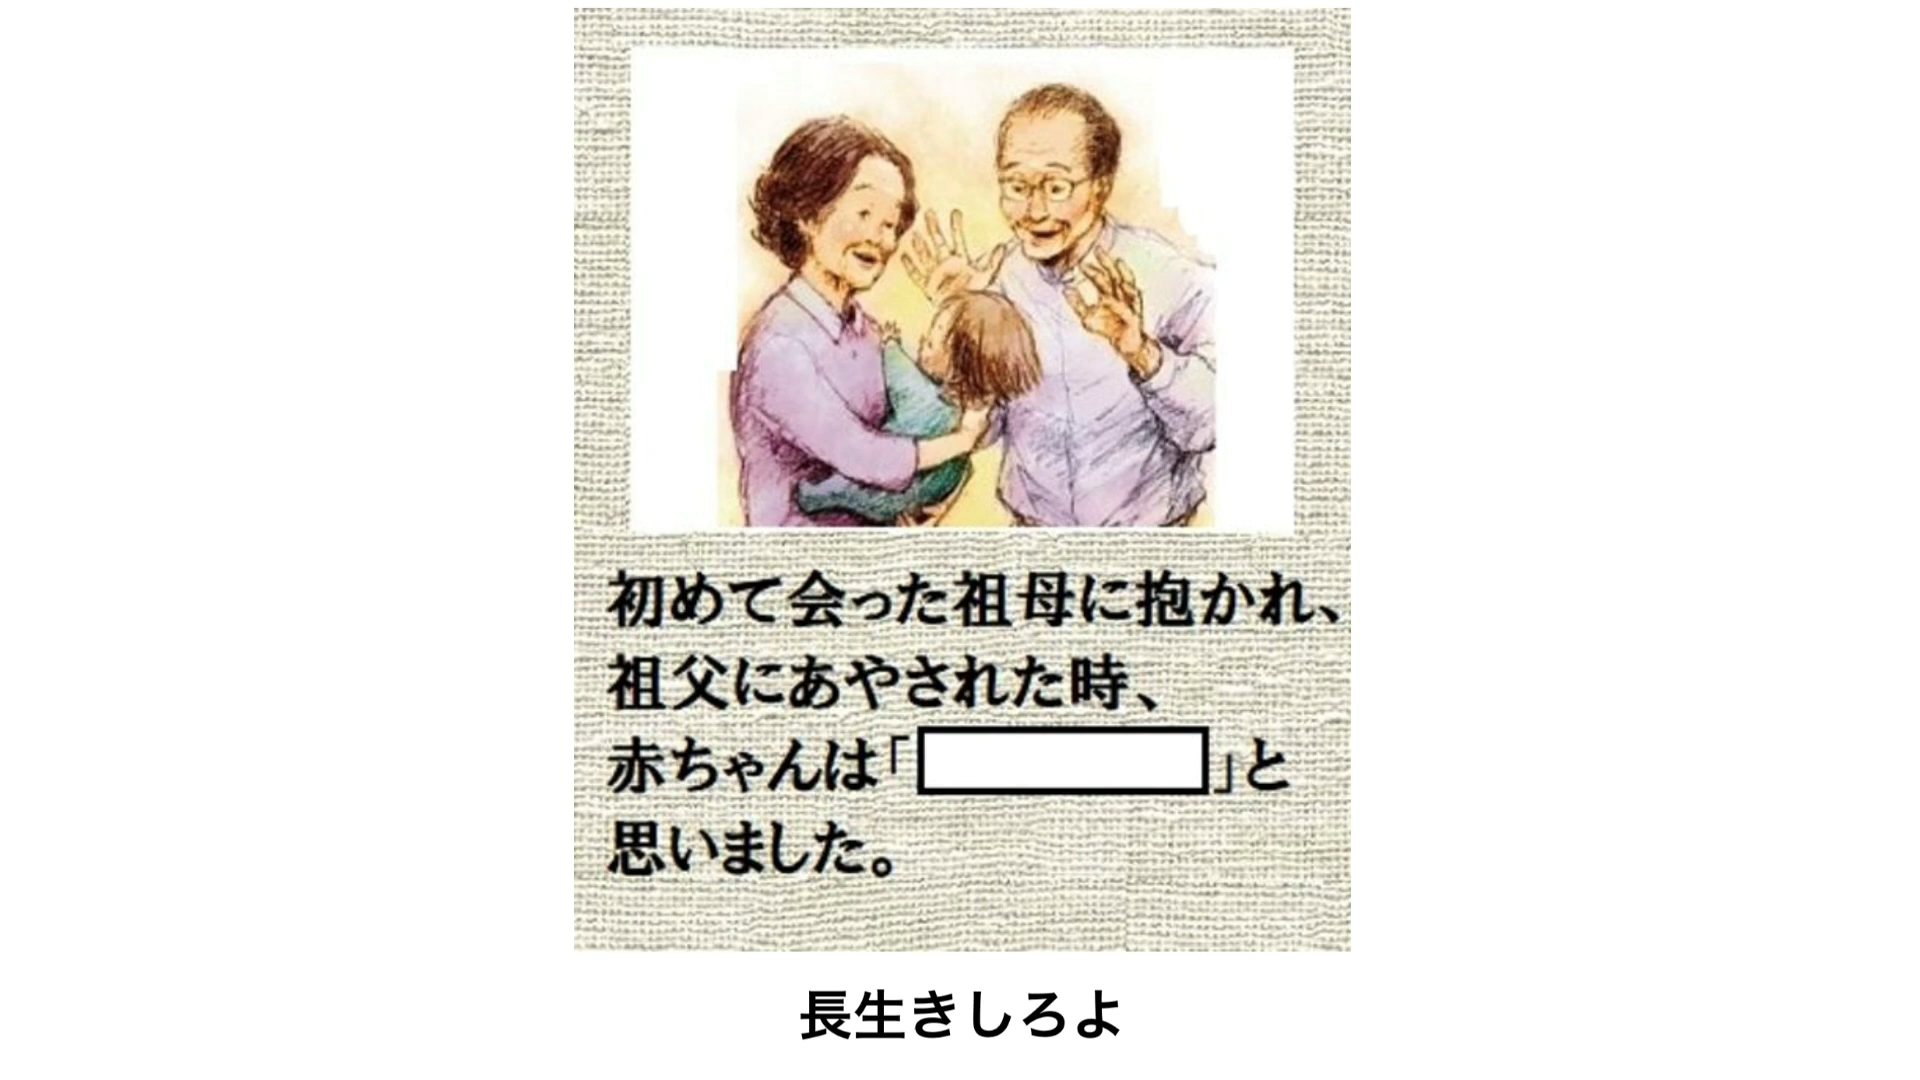 初めて会った祖母に抱かれ、
祖父にあやされた時、
赤ちゃんは「　　　　」と
思いました。
長生きしろよ